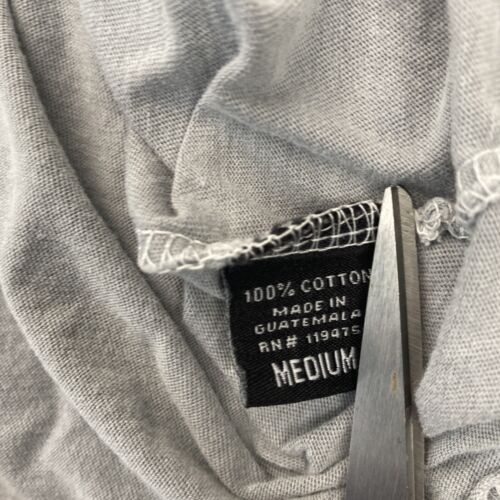 100% COTTON
MADE IN
GUATEMALA
RN# 119475
MEDIUM